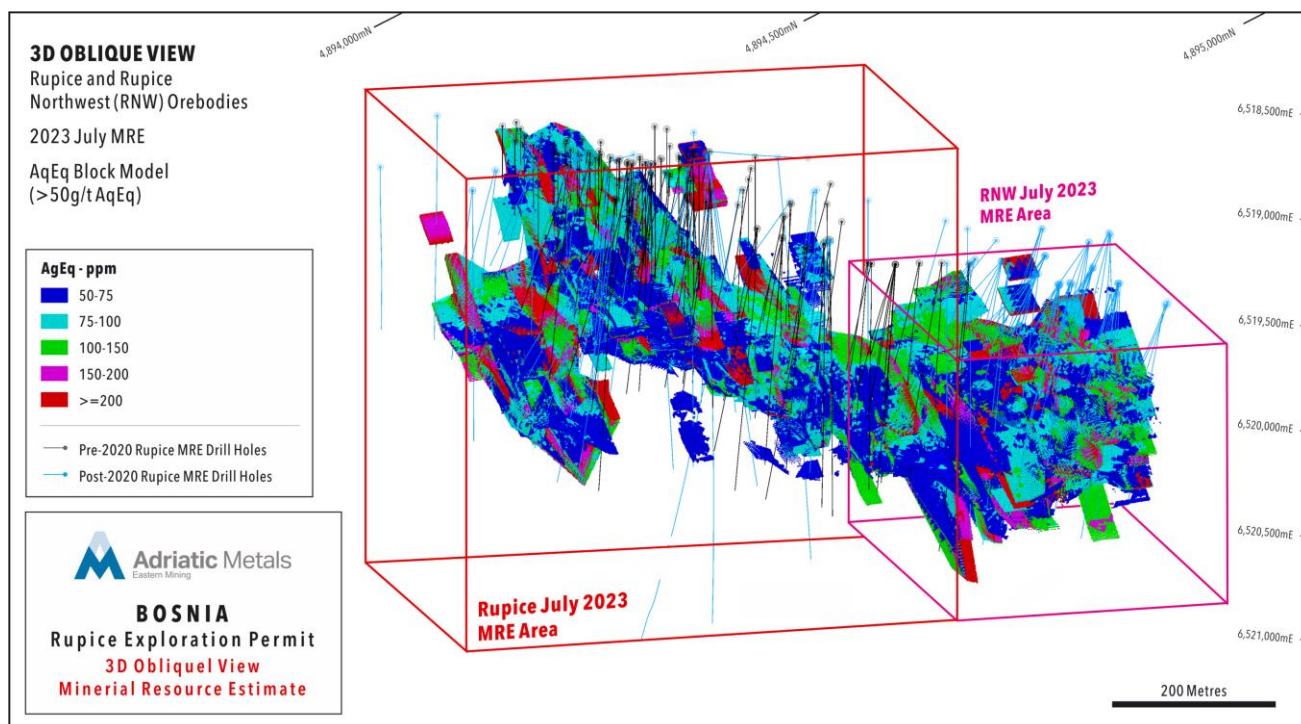 3D OBLIQUE VIEW
Rupice and Rupice
Northwest (RNW) Orebodies
2023 July MRE
AqEq Block Model
(>50g/t AqEq)
AgEq - ppm
50-75
75-100
100-150
150-200
>=200
Pre-2020 Rupice MRE Drill Holes
Post-2020 Rupice MRE Drill Holes
Adriatic Metals
Eastern Mining
BOSNIA
Rupice Exploration Permit
3D Obliquel View
Minerial Resource Estimate
4,894,000mN
4,894,500mN
4,895,000mN
6,518,500mE
6,519,000mE
6,519,500mE
6,520,000mE
6,520,500mE
6,521,000mE
RNW July 2023
MRE Area
Rupice July 2023
MRE Area
200 Metres